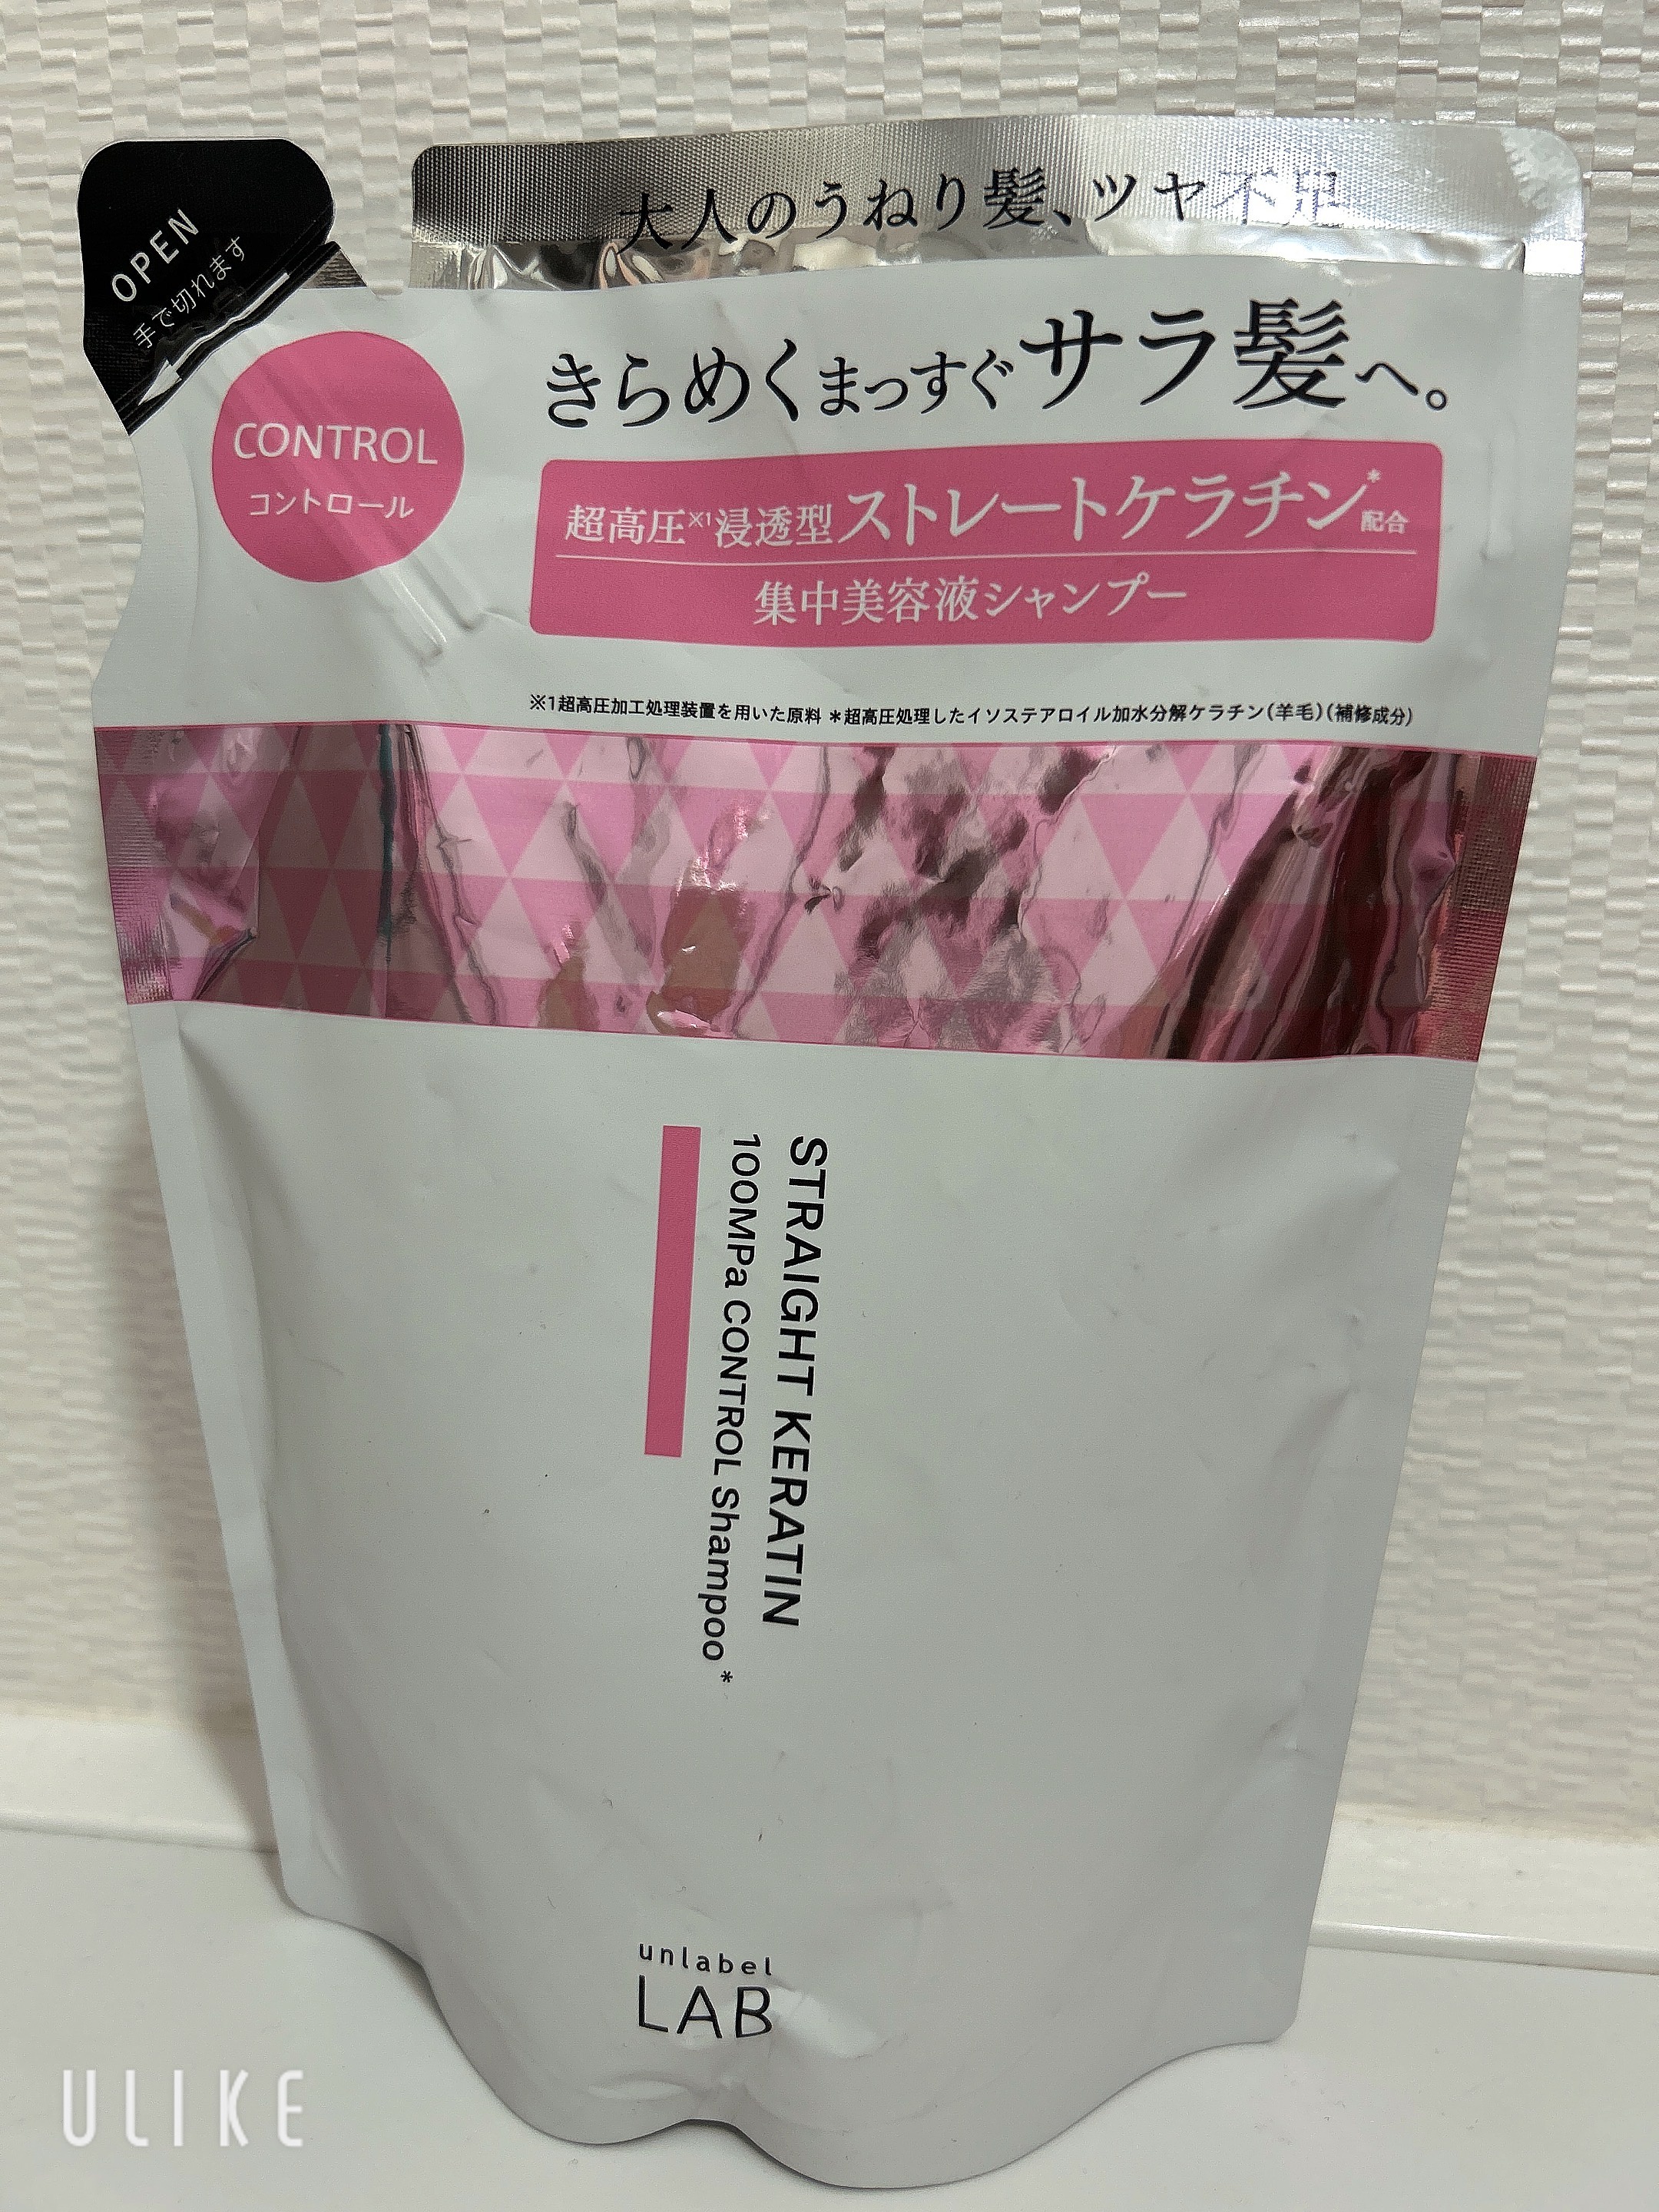 大人のうねり髪、ツヤ不足
OPEN
手で切れます
きらめくまっすぐサラ髪へ。
CONTROL
コントロール
超高圧※1浸透型ストレートケラチン*配合
集中美容液シャンプー
※1超高圧加工処理装置を用いた原料 *超高圧処理したイソステアロイル加水分解ケラチン(羊毛)(補修成分)
STRAIGHT KERATIN
100MPa CONTROL Shampoo*
unlabel
LAB
ULIKE